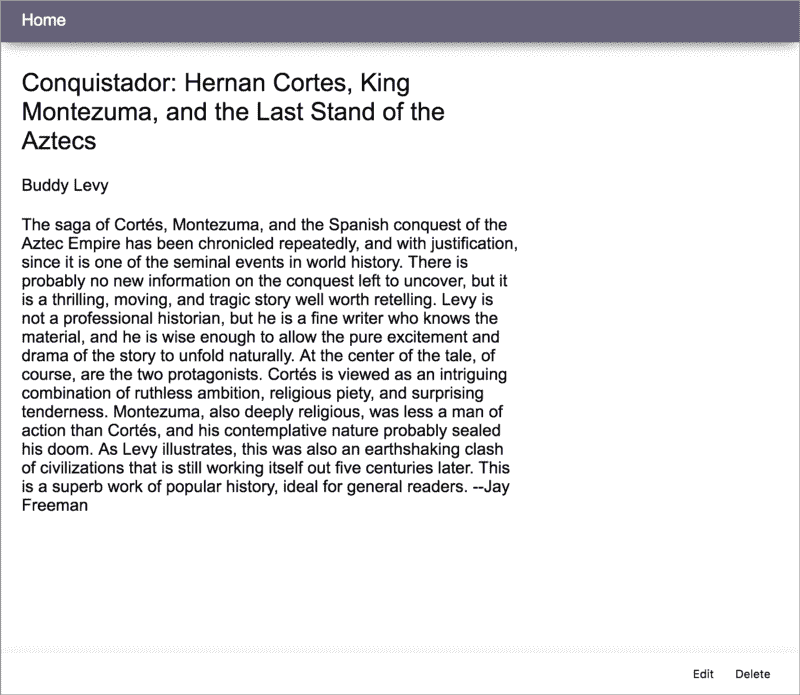 Home
Conquistador: Hernan Cortes, King
Montezuma, and the Last Stand of the
Aztecs
Buddy Levy
The saga of Cortés, Montezuma, and the Spanish conquest of the
Aztec Empire has been chronicled repeatedly, and with justification,
since it is one of the seminal events in world history. There is
probably no new information on the conquest left to uncover, but it
is a thrilling, moving, and tragic story well worth retelling. Levy is
not a professional historian, but he is a fine writer who knows the
material, and he is wise enough to allow the pure excitement and
drama of the story to unfold naturally. At the center of the tale, of
course, are the two protagonists. Cortés is viewed as an intriguing
combination of ruthless ambition, religious piety, and surprising
tenderness. Montezuma, also deeply religious, was less a man of
action than Cortés, and his contemplative nature probably sealed
his doom. As Levy illustrates, this was also an earthshaking clash
of civilizations that is still working itself out five centuries later. This
is a superb work of popular history, ideal for general readers. --Jay
Freeman
Edit Delete